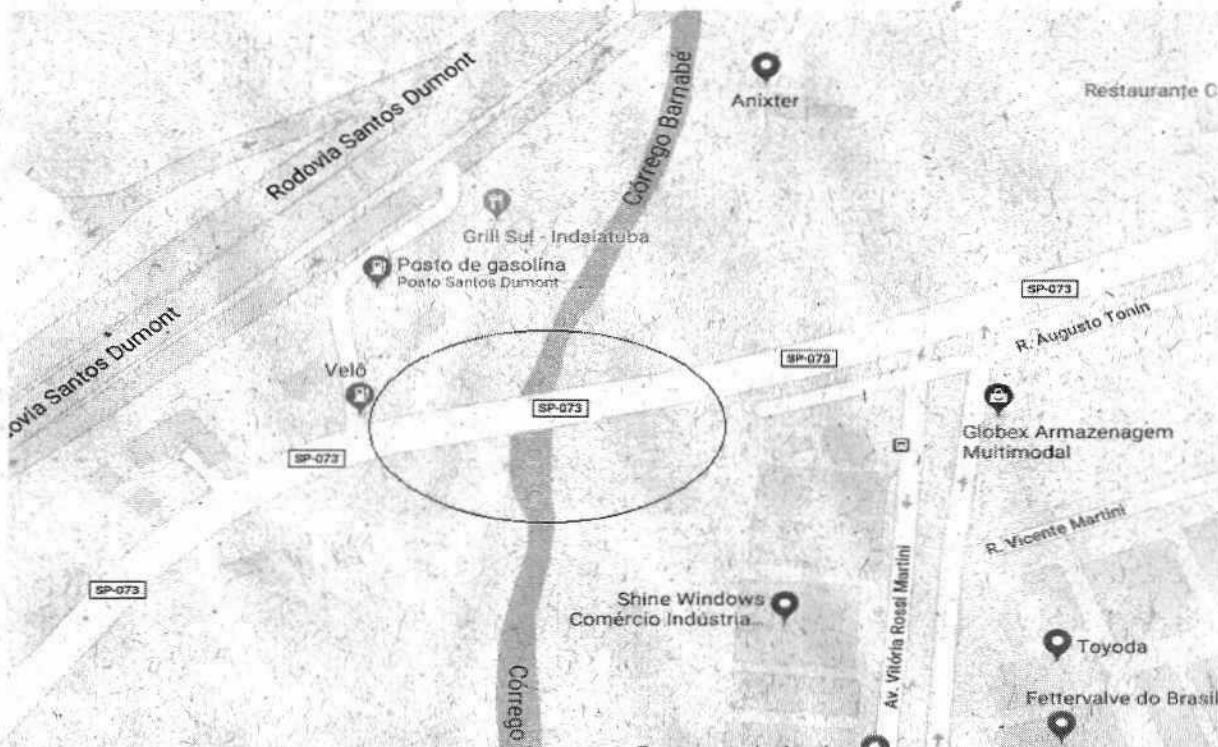 Rodovia Santos Dumont
Córrego Barnabé
Anixter
Restaurante C
Grill Sul - Indaiatuba
Posto de gasolina
Posto Santos Dumont
SP-073
R. Augusto Tonin
ovia Santos Dumont
Velô
SP-073
SP-073
Globex Armazenagem
Multimodal
SP-073
R. Vicente Martini
SP-073
Shine Windows
Comércio Indústria...
Av. Vitória Rossi Martini
Toyoda
Córrego
Fettervalve do Brasil